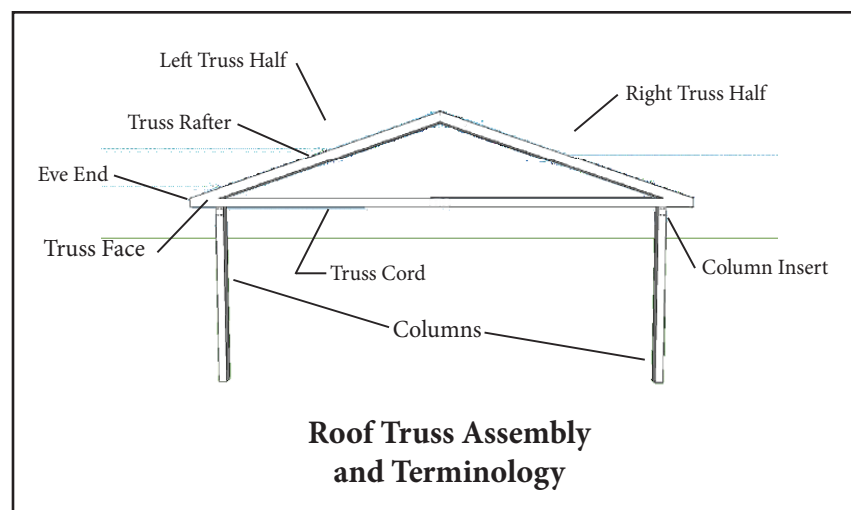 Left Truss Half
Right Truss Half
Truss Rafter
Eve End
Truss Face
Truss Cord
Column Insert
Columns
Roof Truss Assembly
and Terminology